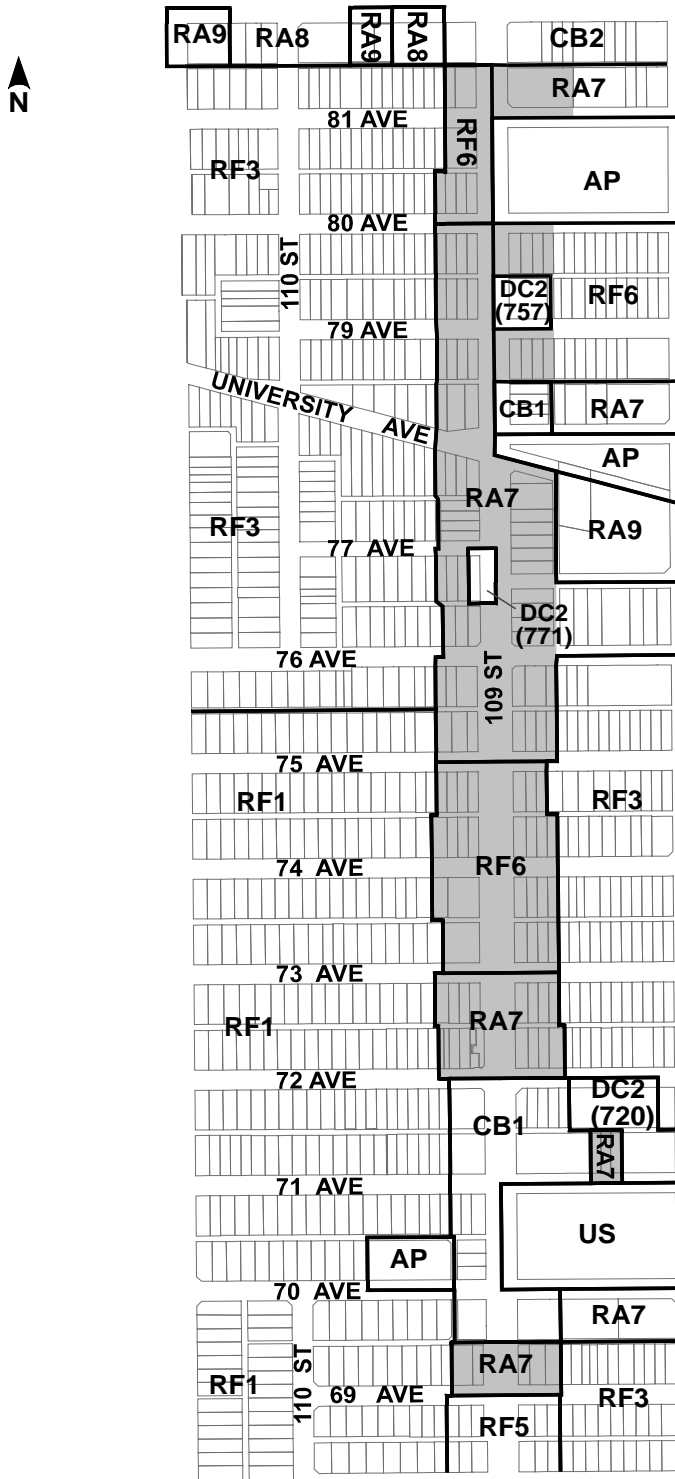 RA9
RA8
RA9
RA8
CB2
RA7
N
81 AVE
RF6
RF3
AP
80 AVE
110 ST
DC2
(757)
RF6
79 AVE
UNIVERSITY AVE
CB1
RA7
AP
RA7
RF3
RA9
77 AVE
DC2
(771)
76 AVE
109 ST
75 AVE
RF1
RF3
74 AVE
RF6
73 AVE
RF1
RA7
72 AVE
DC2
(720)
CB1
RA7
71 AVE
US
AP
70 AVE
RA7
RA7
110 ST
RF1
69 AVE
RF3
RF5